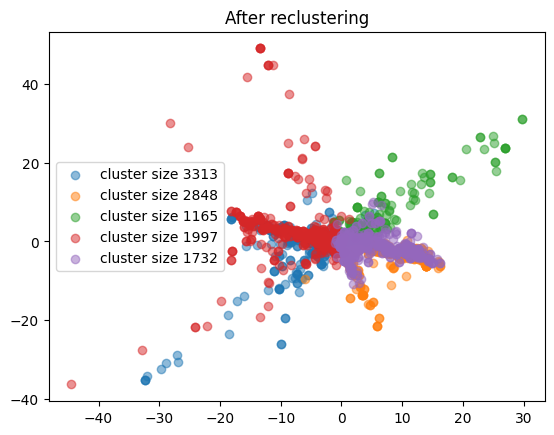 After reclustering
40
20
0
−20
−40
cluster size 3313
cluster size 2848
cluster size 1165
cluster size 1997
cluster size 1732
−40
−30
−20
−10
0
10
20
30